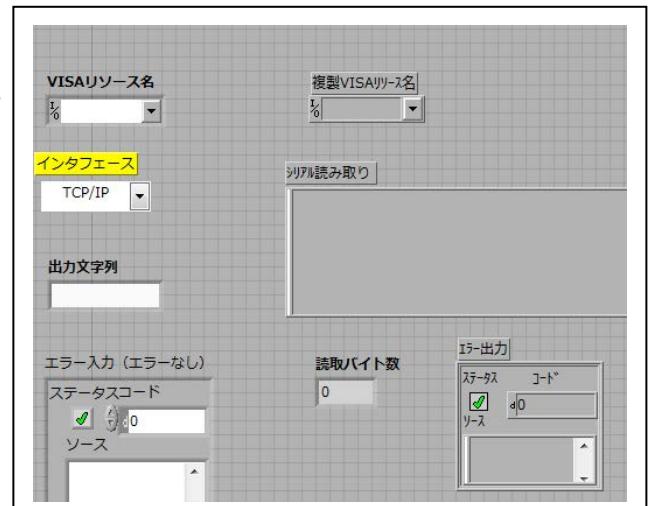 VISAリソース名
複製VISAﾘｿｰｽ名
I/O
I/O
インタフェース
TCP/IP
ｼﾘｱﾙ読み取り
出力文字列
エラー入力（エラーなし）
読取バイト数
ｴﾗｰ出力
ステータスコード
0
ｽﾃｰﾀｽ
ｺｰﾄﾞ
d0
d0
ソース
ｿｰｽ